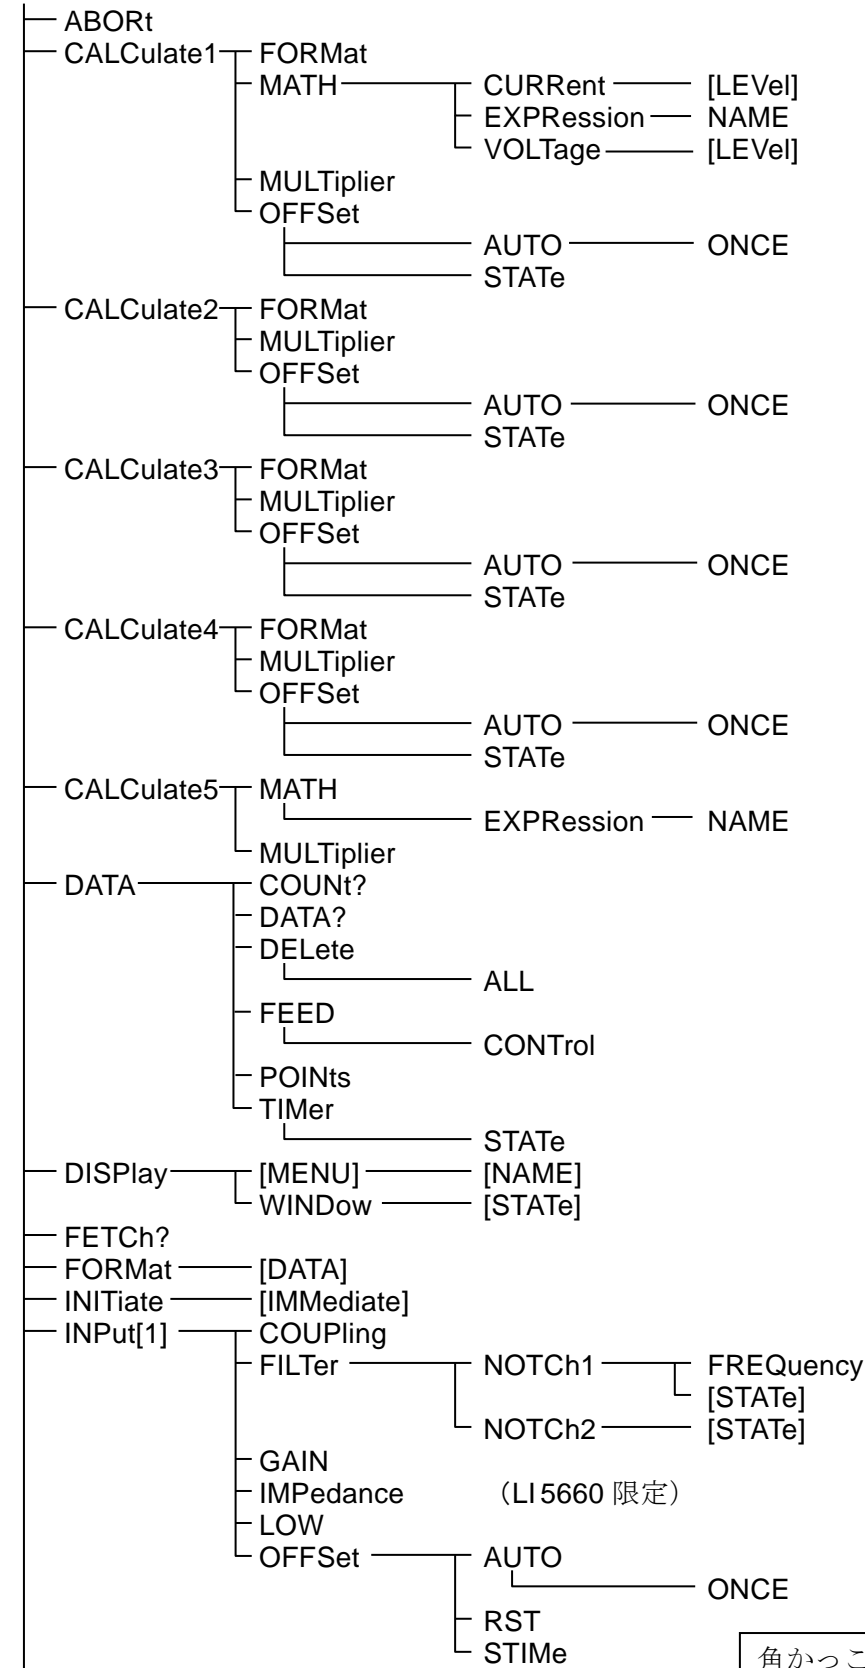 ABORt
CALCulate1 FORMat
MATH CURRent [LEVel]
EXPRession NAME
VOLTage [LEVel]
MULTiplier
OFFSet
AUTO ONCE
STATe
CALCulate2 FORMat
MULTiplier
OFFSet
AUTO ONCE
STATe
CALCulate3 FORMat
MULTiplier
OFFSet
AUTO ONCE
STATe
CALCulate4 FORMat
MULTiplier
OFFSet
AUTO ONCE
STATe
CALCulate5 MATH
EXPRession NAME
MULTiplier
DATA COUNt?
DATA?
DELete
ALL
FEED
CONTrol
POINts
TIMer
STATe
DISPlay [MENU] [NAME]
WINDow [STATe]
FETCh?
FORMat [DATA]
INITiate [IMMediate]
INPut[1] COUPling
FILTer NOTCh1 FREQuency
[STATe]
NOTCh2 [STATe]
GAIN
IMPedance （LI 5660 限定）
LOW
OFFSet AUTO
ONCE
RST
STIMe
角かっこ